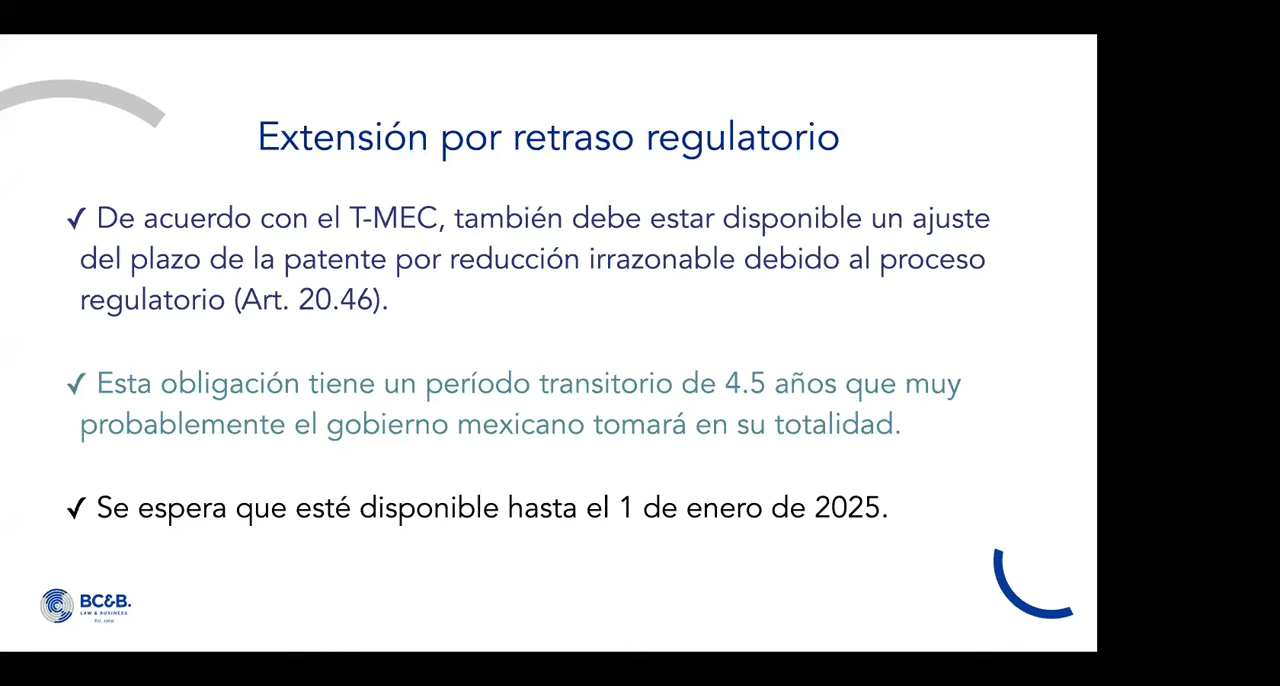 Extensión por retraso regulatorio
✓ De acuerdo con el T-MEC, también debe estar disponible un ajuste
del plazo de la patente por reducción irrazonable debido al proceso
regulatorio (Art. 20.46).
✓ Esta obligación tiene un período transitorio de 4.5 años que muy
probablemente el gobierno mexicano tomará en su totalidad.
✓ Se espera que esté disponible hasta el 1 de enero de 2025.
BC&B.
LAW & BUSINESS